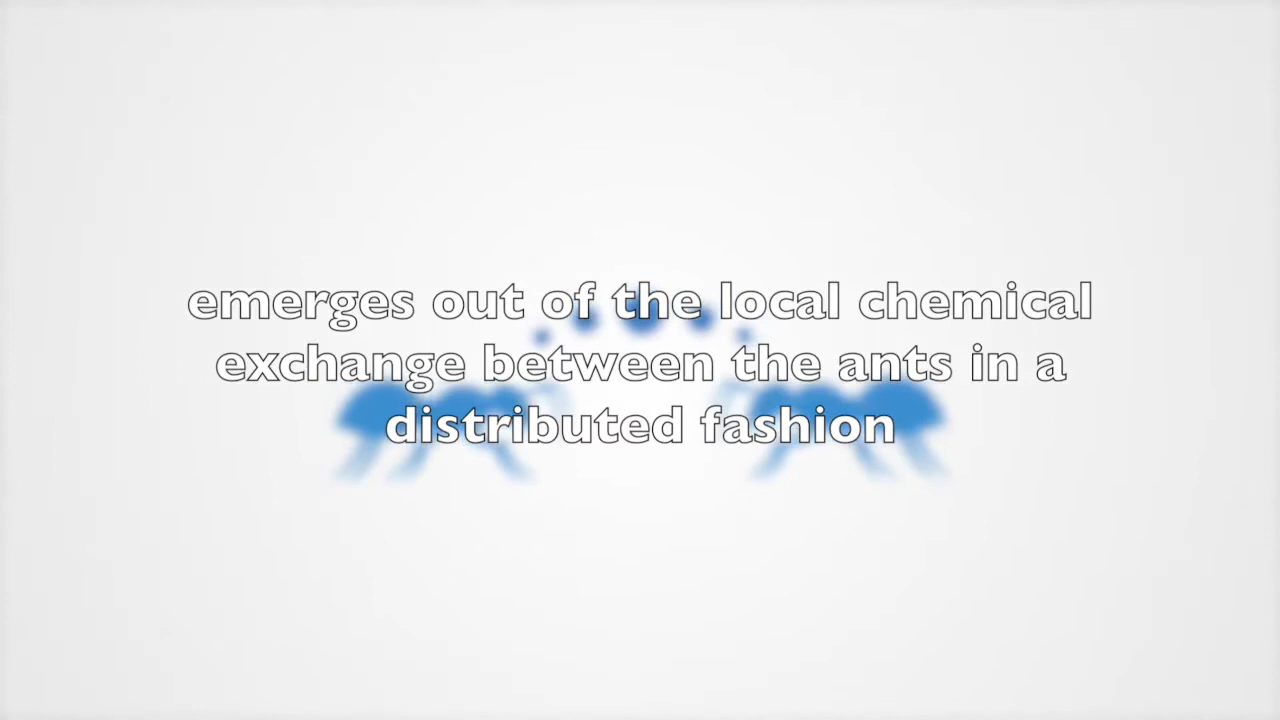 emerges out of the local chemical
exchange between the ants in a
distributed fashion